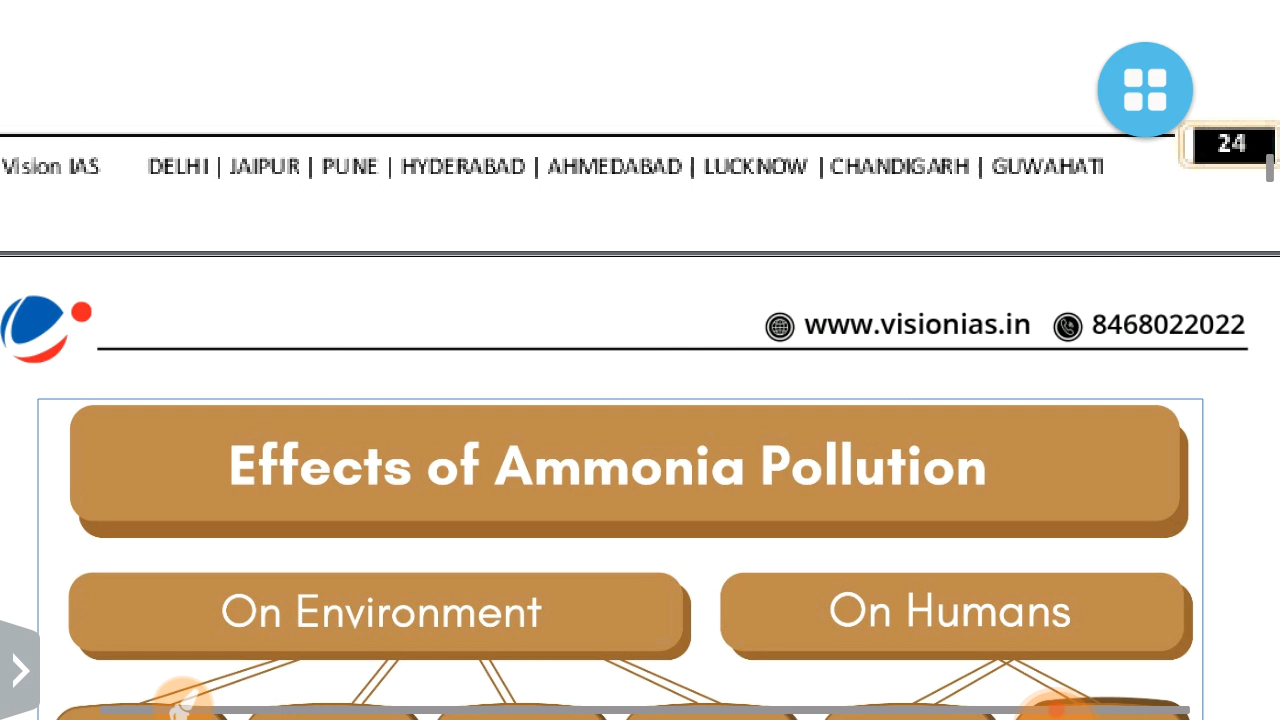 24
Vision IAS DELHI | JAIPUR | PUNE | HYDERABAD | AHMEDABAD | LUCKNOW | CHANDIGARH | GUWAHATI
www.visionias.in 8468022022
Effects of Ammonia Pollution
On Environment On Humans